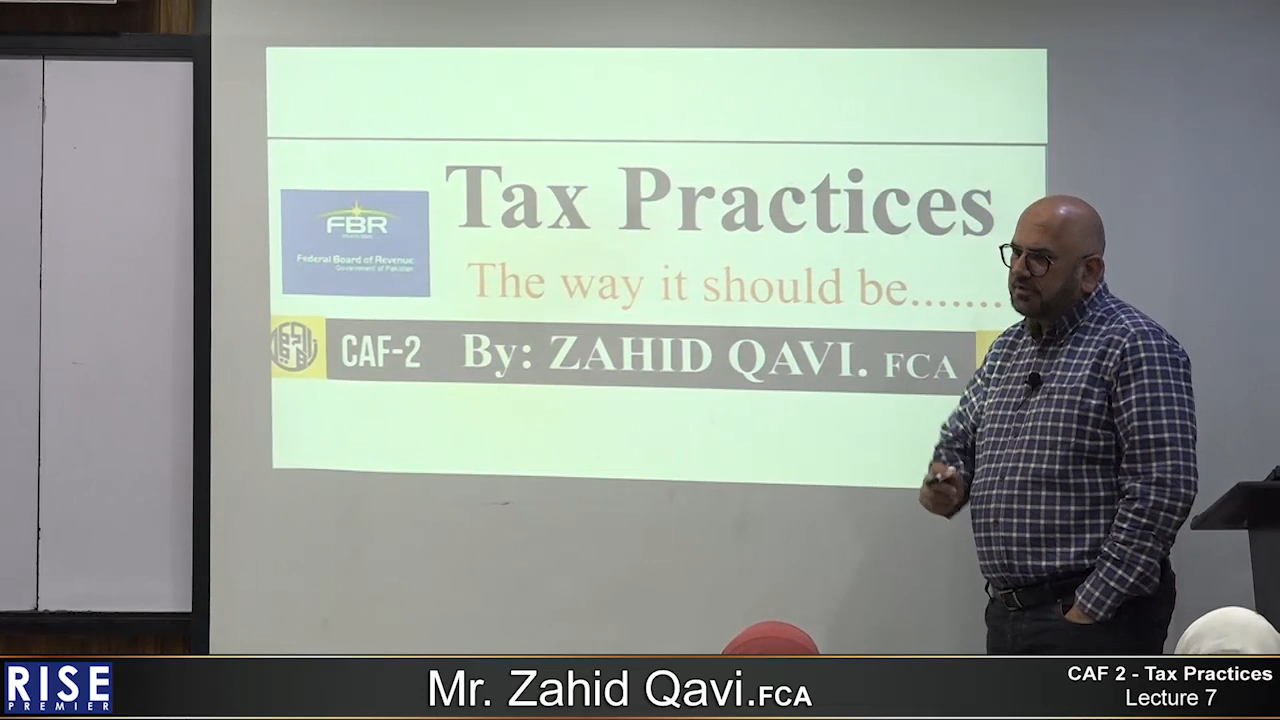 Tax Practices
FBR
Federal Board of Revenue
Government of Pakistan
The way it should be.......
CAF-2 By: ZAHID QAVI. FCA
RISE
PREMIER
Mr. Zahid Qavi.FCA
CAF 2 - Tax Practices
Lecture 7